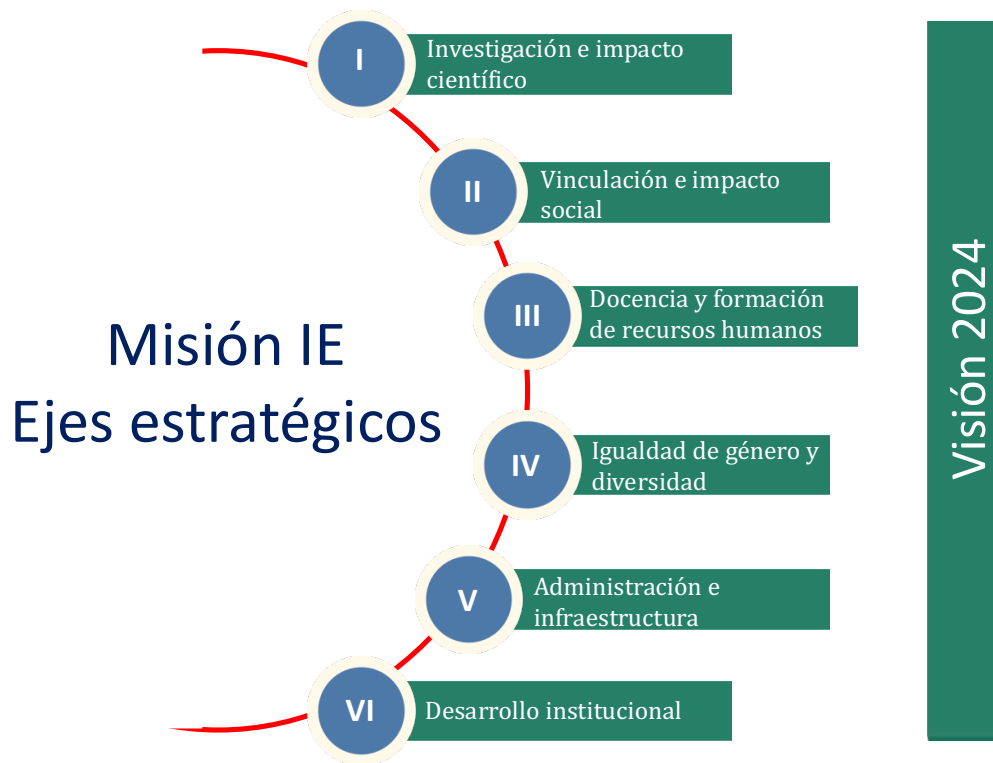 Misión IE
Ejes estratégicos
I
Investigación e impacto
científico
II
Vinculación e impacto
social
III
Docencia y formación
de recursos humanos
IV
Igualdad de género y
diversidad
V
Administración e
infraestructura
VI
Desarrollo institucional
Visión 2024